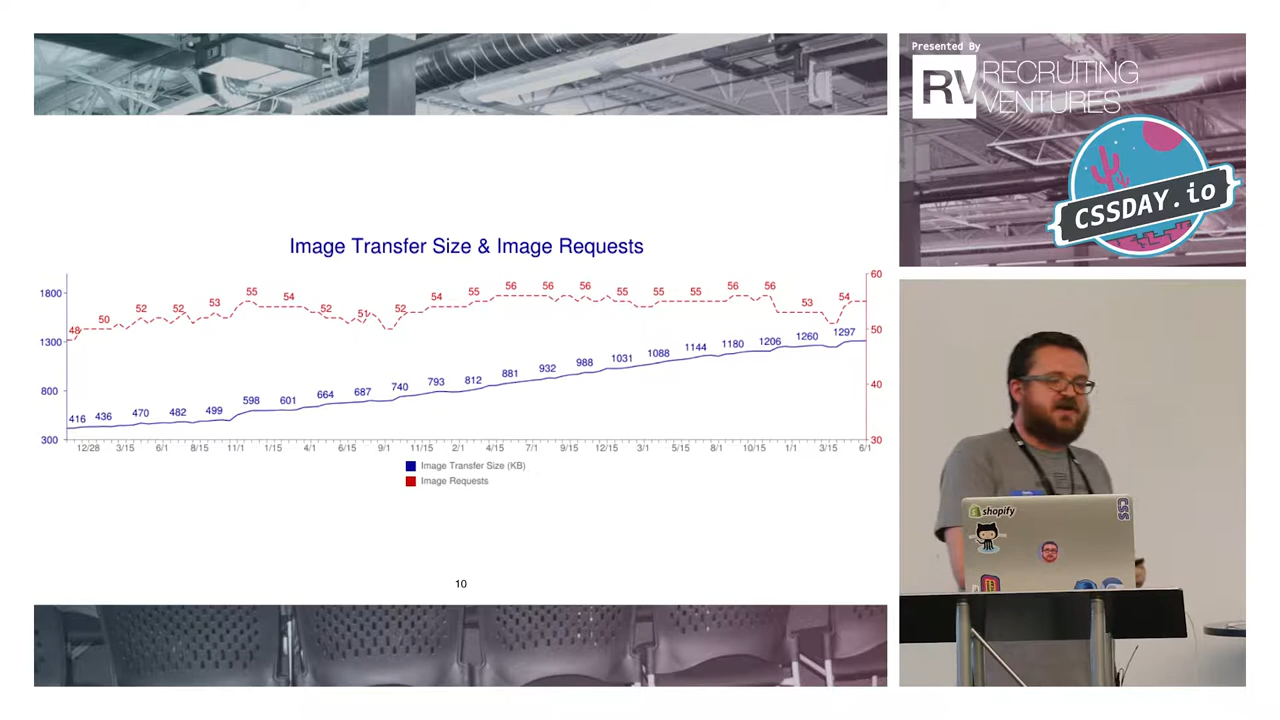 Presented By
RV RECRUITING
VENTURES
{CSSDAY.io}
Image Transfer Size & Image Requests
1800
1300
800
300
60
50
40
30
48 50 52 52 53 55 54 52 51 52 54 55 56 56 56 55 55 55 56 56 53 54
416 436 470 482 499 598 601 664 687 740 793 812 881 932 988 1031 1088 1144 1180 1206 1260 1297
12/28 3/15 6/1 8/15 11/1 1/15 4/1 6/15 9/1 11/15 2/1 4/15 7/1 9/15 12/1 3/1 5/15 8/1 10/15 1/1 3/15 6/1
Image Transfer Size (KB)
Image Requests
10
shopify
CSS